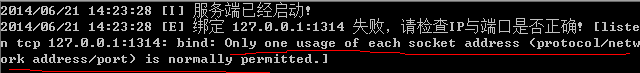 2014/06/21 14:23:28 [I] 服务端已经启动!
2014/06/21 14:23:28 [E] 绑定 127.0.0.1:1314 失败，请检查IP与端口是否正确! [liste
n tcp 127.0.0.1:1314: bind: Only one usage of each socket address (protocol/netw
ork address/port) is normally permitted.]